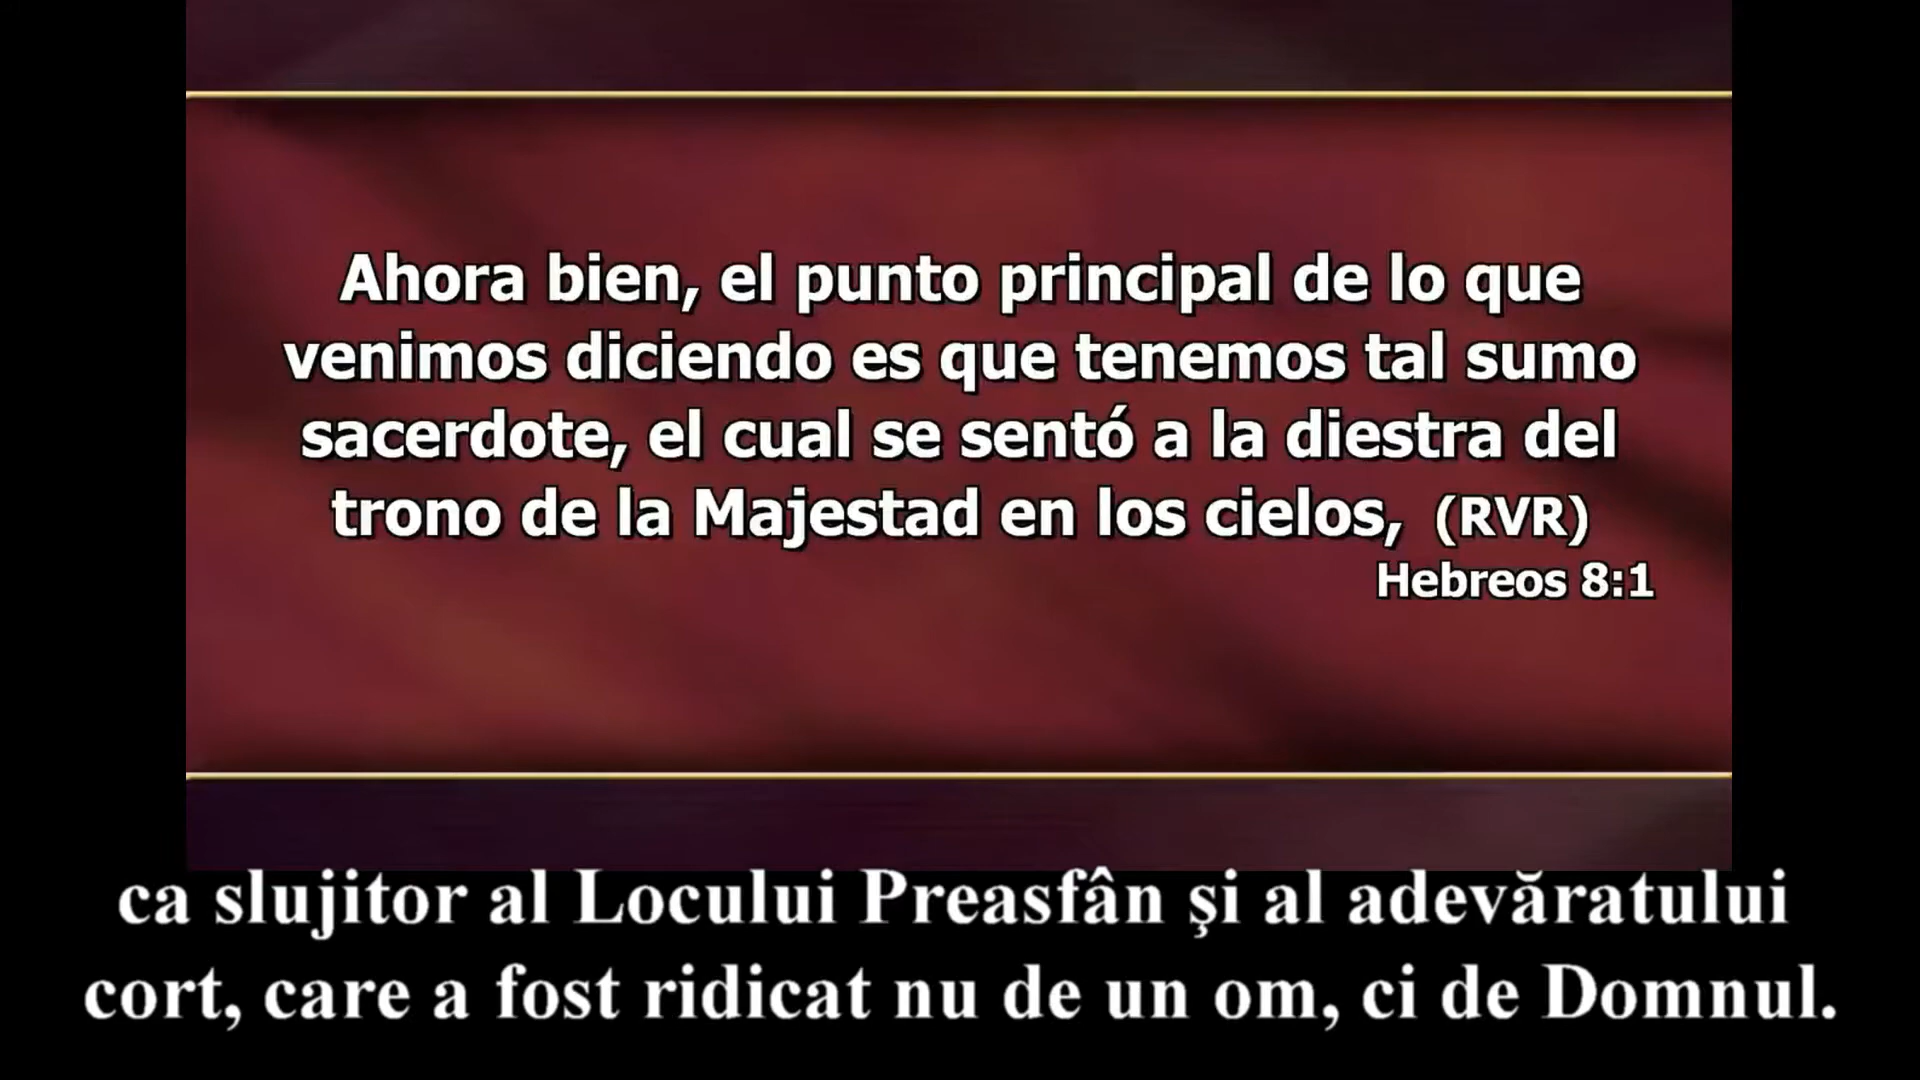 Ahora bien, el punto principal de lo que
venimos diciendo es que tenemos tal sumo
sacerdote, el cual se sentó a la diestra del
trono de la Majestad en los cielos, (RVR)
Hebreos 8:1
ca slujitor al Locului Preasfân şi al adevăratului
cort, care a fost ridicat nu de un om, ci de Domnul.